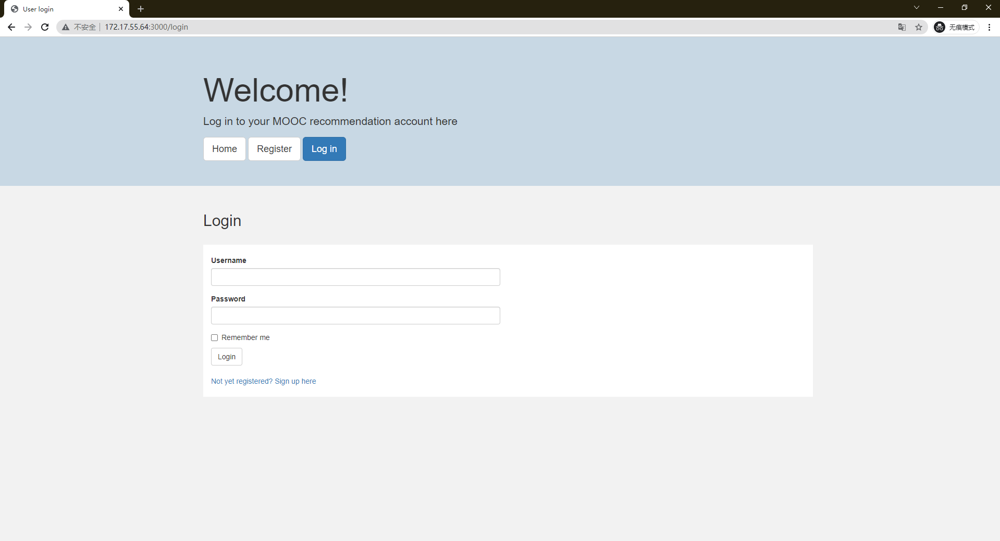 User login
不安全 172.17.55.64:3000/login 无痕模式
Welcome!
Log in to your MOOC recommendation account here
Home Register Log in
Login
Username
Password
Remember me
Login
Not yet registered? Sign up here